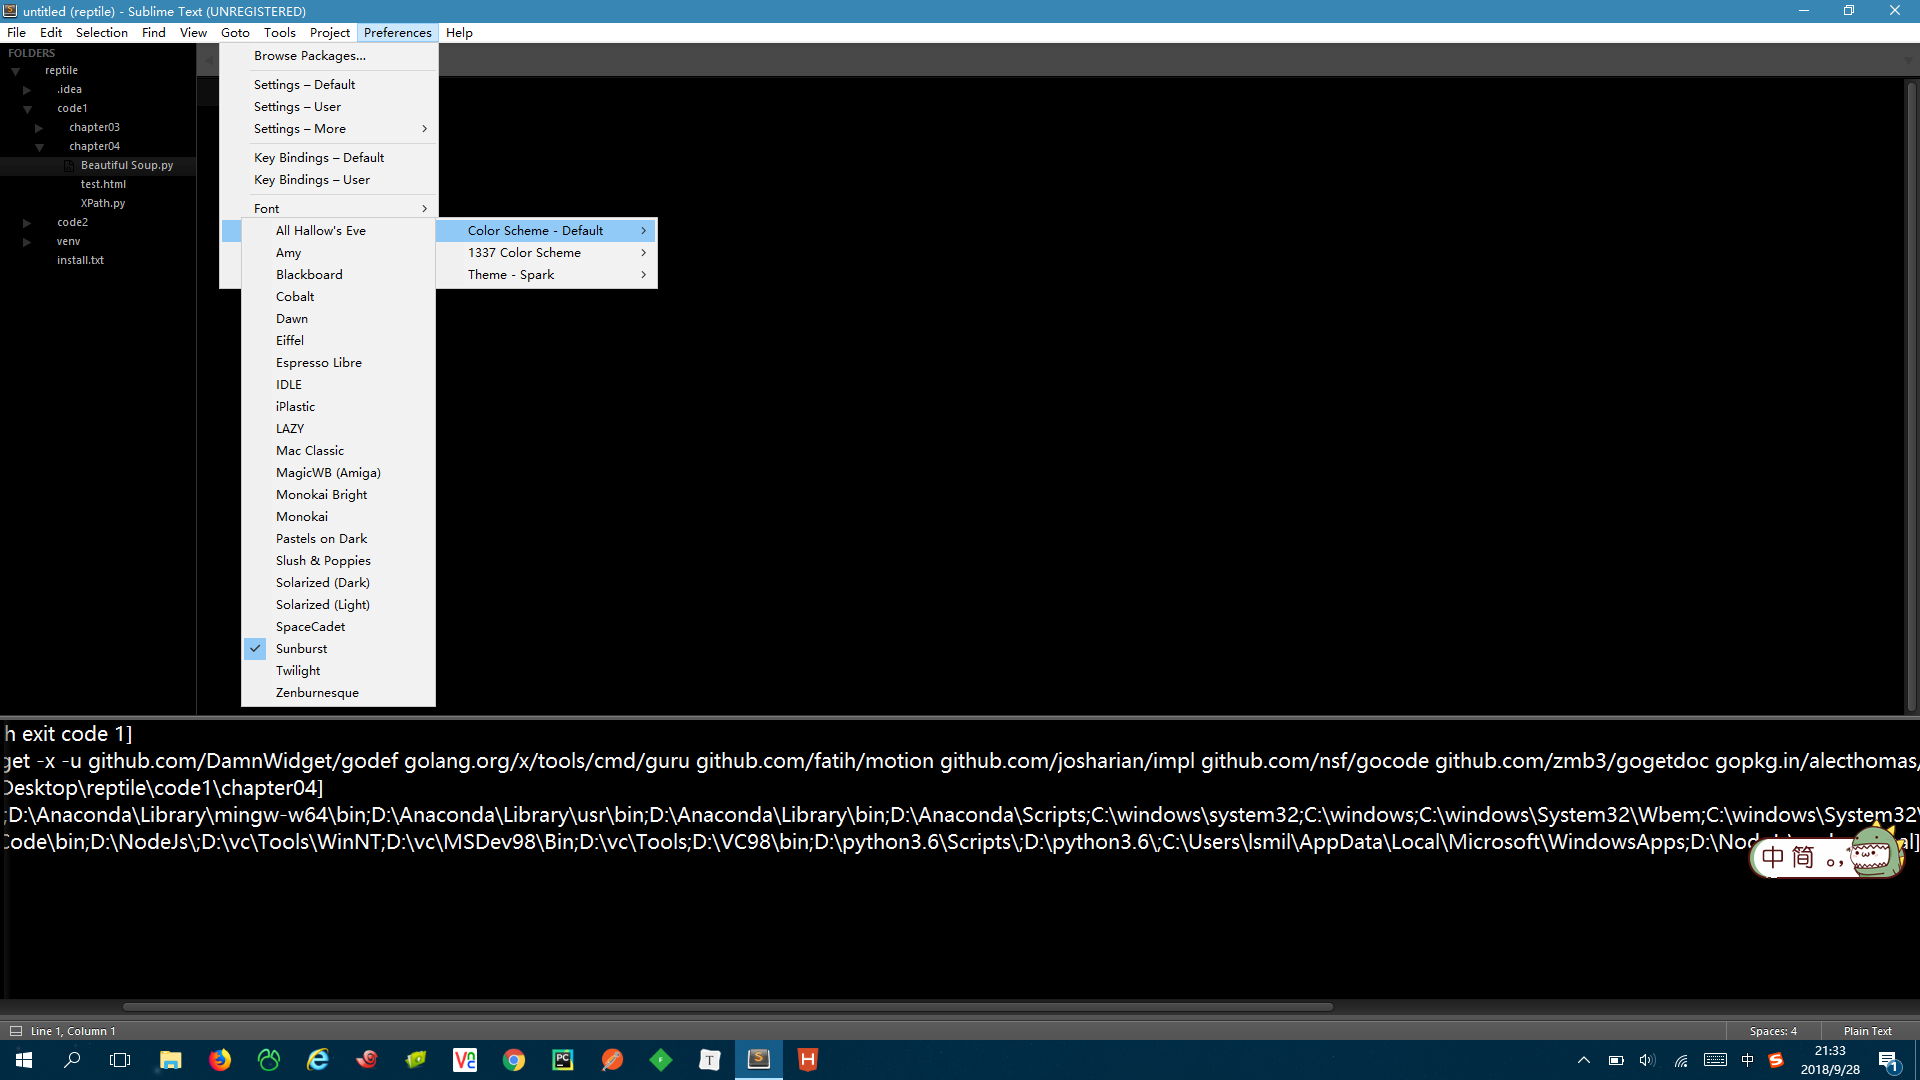 untitled (reptile) - Sublime Text (UNREGISTERED)
File Edit Selection Find View Goto Tools Project Preferences Help
FOLDERS
reptile
.idea
code1
chapter03
chapter04
Beautiful Soup.py
test.html
XPath.py
code2
venv
install.txt
Browse Packages...
Settings – Default
Settings – User
Settings – More
Key Bindings – Default
Key Bindings – User
Font
All Hallow's Eve
Amy
Blackboard
Cobalt
Dawn
Eiffel
Espresso Libre
IDLE
iPlastic
LAZY
Mac Classic
MagicWB (Amiga)
Monokai Bright
Monokai
Pastels on Dark
Slush & Poppies
Solarized (Dark)
Solarized (Light)
SpaceCadet
Sunburst
Twilight
Zenburnesque
Color Scheme - Default
1337 Color Scheme
Theme - Spark
h exit code 1]
get -x -u github.com/DamnWidget/godef golang.org/x/tools/cmd/guru github.com/fatih/motion github.com/josharian/impl github.com/nsf/gocode github.com/zmb3/gogetdoc gopkg.in/alecthomas/
Desktop\reptile\code1\chapter04]
;D:\Anaconda\Library\mingw-w64\bin;D:\Anaconda\Library\usr\bin;D:\Anaconda\Library\bin;D:\Anaconda\Scripts;C:\windows\system32;C:\windows;C:\windows\System32\Wbem;C:\windows\System32\
Code\bin;D:\NodeJs\;D:\vc\Tools\WinNT;D:\vc\MSDev98\Bin;D:\vc\Tools;D:\VC98\bin;D:\python3.6\Scripts\;D:\python3.6\;C:\Users\lsmil\AppData\Local\Microsoft\WindowsApps;D:\Nod
中 简 。,
Line 1, Column 1
Spaces: 4
Plain Text
中
21:33
2018/9/28
1